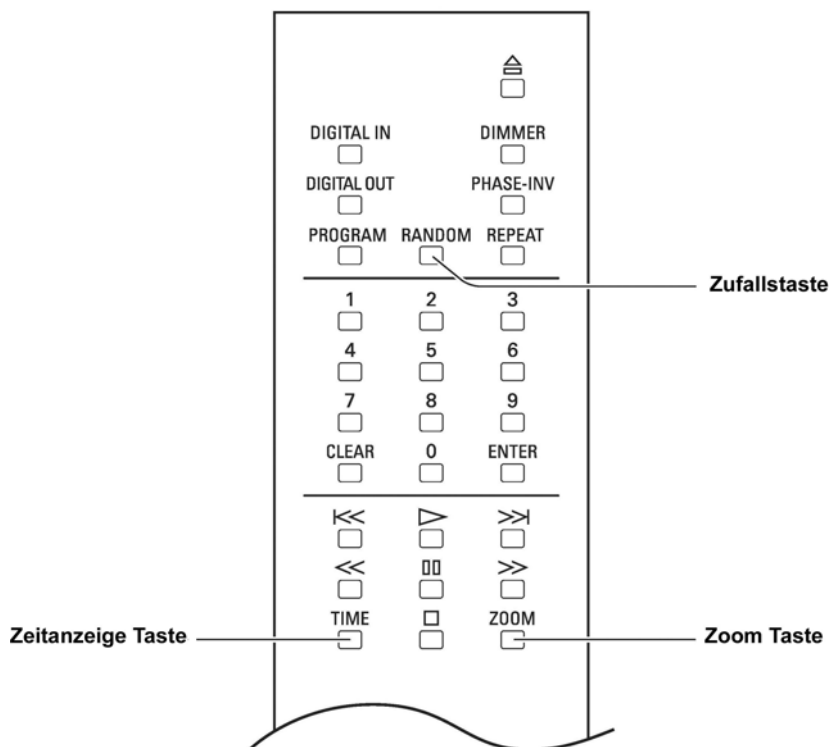 DIGITAL IN DIMMER
DIGITAL OUT PHASE-INV
PROGRAM RANDOM REPEAT
Zufallstaste
1 2 3
4 5 6
7 8 9
CLEAR 0 ENTER
TIME ZOOM
Zeitanzeige Taste
Zoom Taste